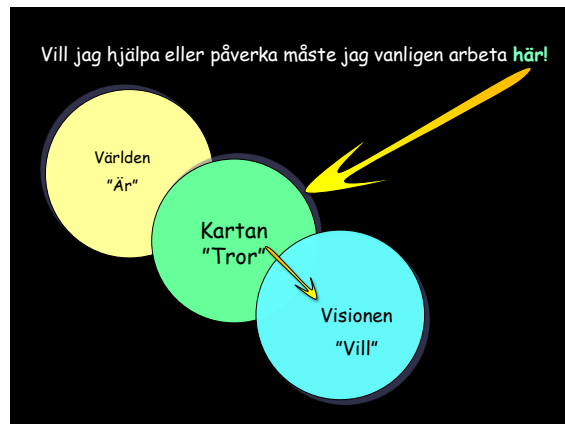 Vill jag hjälpa eller påverka måste jag vanligen arbeta här!
Världen
”Är”
Kartan
”Tror”
Visionen
”Vill”